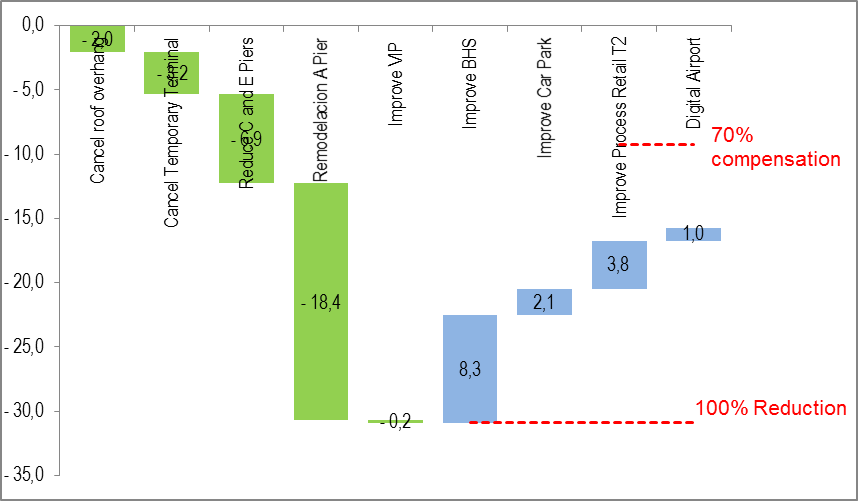 0,0
- 5,0
- 10,0
- 15,0
- 20,0
- 25,0
- 30,0
- 35,0
Cancel roof overhang
Cancel Temporary Terminal
Reduce C and E Piers
Remodelacion A Pier
Improve VIP
Improve BHS
Improve Car Park
Improve Process Retail T2
Digital Airport
- 2,0
- 3,2
- 6,9
- 18,4
- 0,2
8,3
2,1
3,8
1,0
70%
compensation
100% Reduction